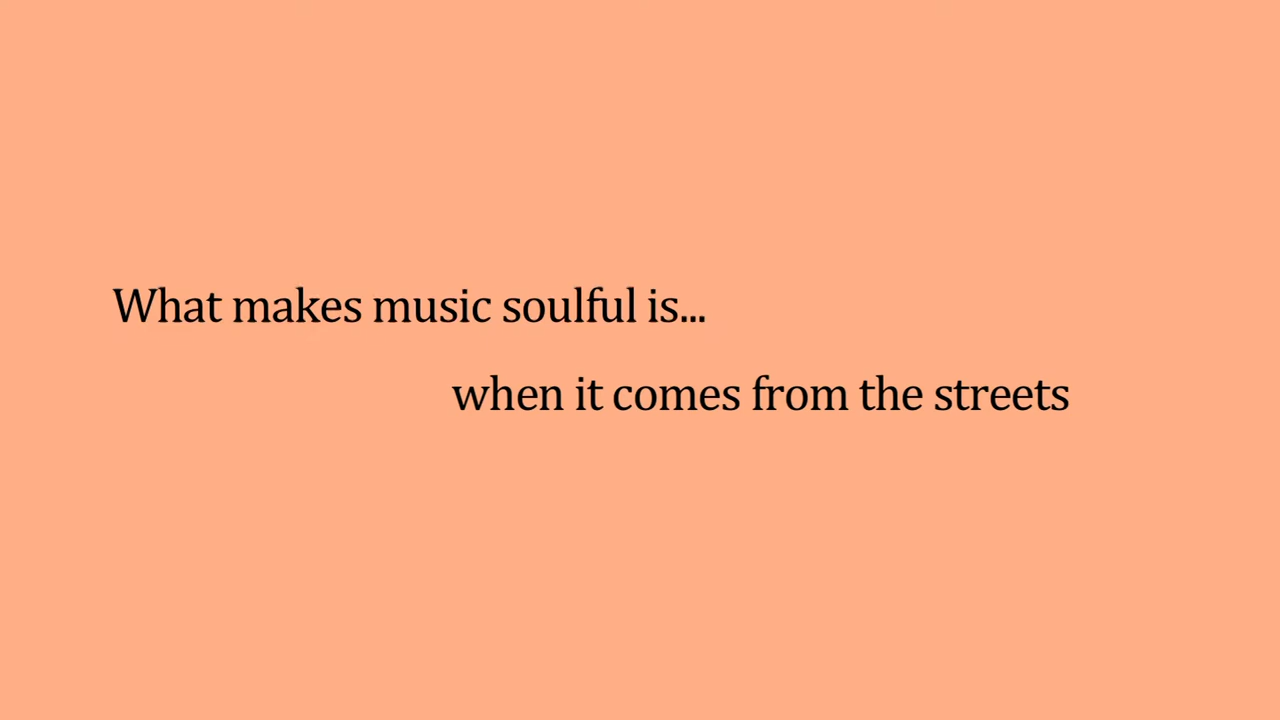 What makes music soulful is...
when it comes from the streets